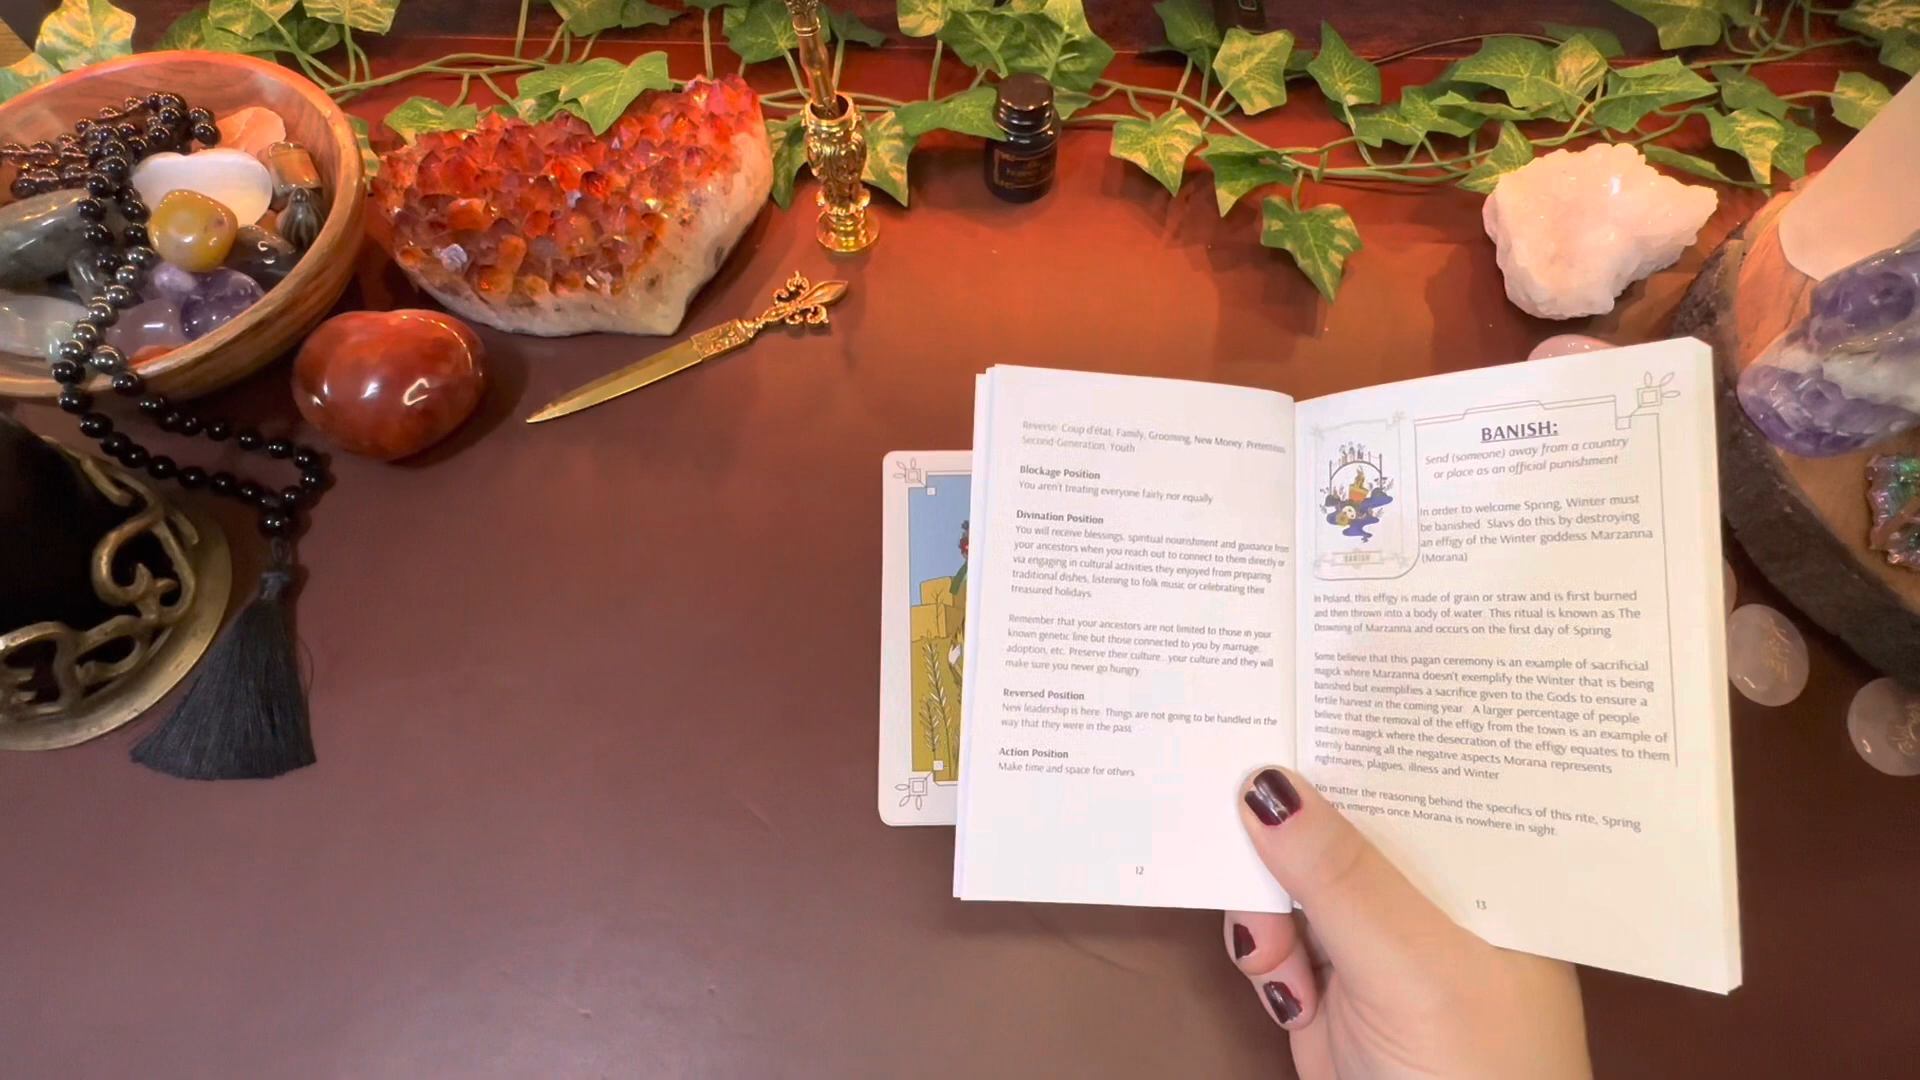 Reverse: Coup d'état, Family, Grooming, New Money, Pretentious
Second-Generation, Youth
Blockage Position
You aren't treating everyone fairly nor equally
Divination Position
You will receive blessings, spiritual nourishment and guidance from
your ancestors when you reach out to connect to them directly or
via engaging in cultural activities they enjoyed from preparing
traditional dishes, listening to folk music or celebrating their
treasured holidays.
Remember that your ancestors are not limited to those in your
known genetic line but those connected to you by marriage,
adoption, etc. Preserve their culture...your culture and they will
make sure you never go hungry
Reversed Position
New leadership is here. Things are not going to be handled in the
way that they were in the past
Action Position
Make time and space for others
12
BANISH:
Send (someone) away from a country
or place as an official punishment
In order to welcome Spring, Winter must
be banished. Slavs do this by destroying
an effigy of the Winter goddess Marzanna
(Morana)
BANISH
In Poland, this effigy is made of grain or straw and is first burned
and then thrown into a body of water. This ritual is known as The
Drowning of Marzanna and occurs on the first day of Spring.
Some believe that this pagan ceremony is an example of sacrificial
magick where Marzanna doesn't exemplify the Winter that is being
banished but exemplifies a sacrifice given to the Gods to ensure a
fertile harvest in the coming year. A larger percentage of people
believe that the removal of the effigy from the town is an example of
imitative magick where the desecration of the effigy equates to them
sternly banning all the negative aspects Morana represents
nightmares, plagues, illness and Winter
No matter the reasoning behind the specifics of this rite, Spring
emerges once Morana is nowhere in sight.
13